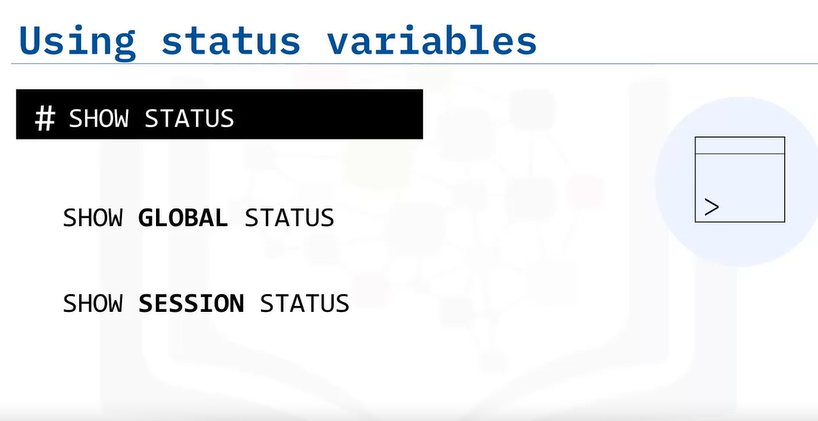 Using status variables
# SHOW STATUS
SHOW GLOBAL STATUS
SHOW SESSION STATUS
>